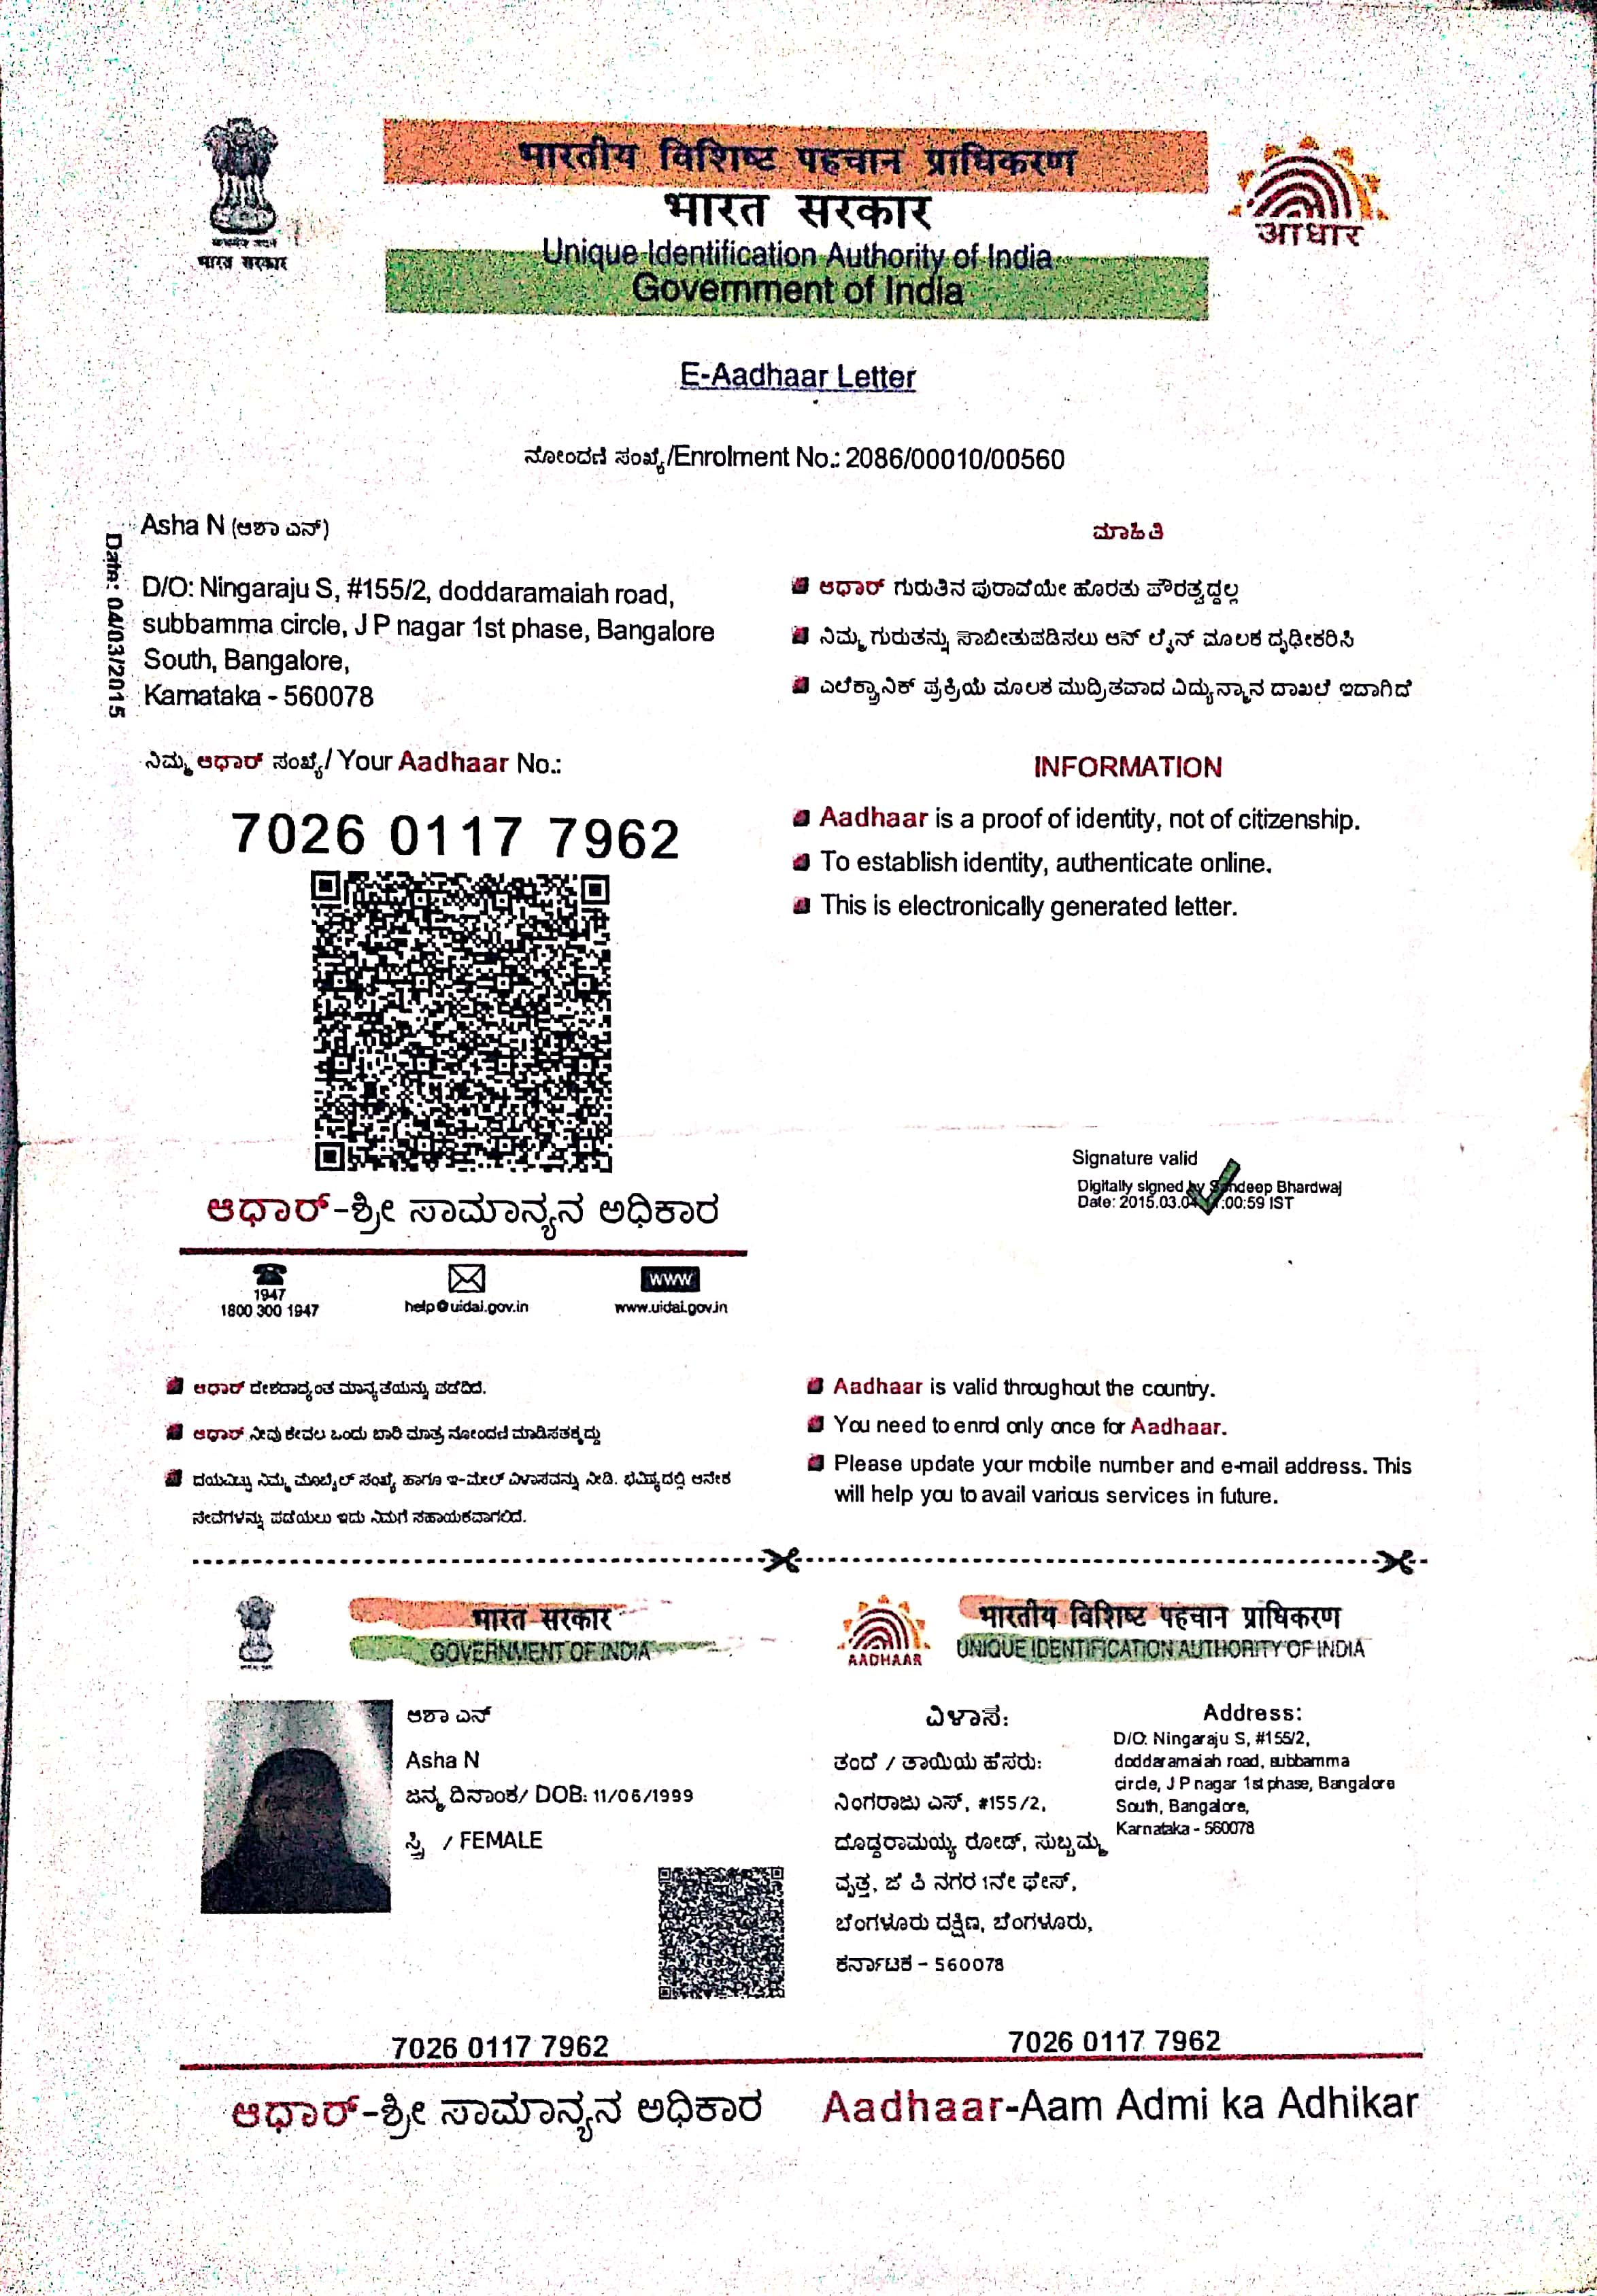 भारतीय विशिष्ट पहचान प्राधिकरण
भारत सरकार
Unique Identification Authority of India
Government of India
भारत सरकार
आधार
E-Aadhaar Letter
ನೋಂದಣಿ ಸಂಖ್ಯೆ/Enrolment No.: 2086/00010/00560
Date: 04/03/2015
Asha N (ಆಶಾ ಎನ್)
D/O: Ningaraju S, #155/2, doddaramaiah road,
subbamma circle, J P nagar 1st phase, Bangalore
South, Bangalore,
Karnataka - 560078
ನಿಮ್ಮ ಆಧಾರ್ ಸಂಖ್ಯೆ/ Your Aadhaar No.:
7026 0117 7962
ಆಧಾರ್-ಶ್ರೀ ಸಾಮಾನ್ಯನ ಅಧಿಕಾರ
1947
1800 300 1947
help@uidai.gov.in
www
www.uidai.gov.in
ಮಾಹಿತಿ
ಆಧಾರ್ ಗುರುತಿನ ಪುರಾವೆಯೇ ಹೊರತು ಪೌರತ್ವದ್ದಲ್ಲ
ನಿಮ್ಮ ಗುರುತನ್ನು ಸಾಬೀತುಪಡಿಸಲು ಆನ್ ಲೈನ್ ಮೂಲಕ ದೃಢೀಕರಿಸಿ
ಎಲೆಕ್ಟ್ರಾನಿಕ್ ಪ್ರಕ್ರಿಯೆ ಮೂಲಕ ಮುದ್ರಿತವಾದ ವಿದ್ಯುನ್ಮಾನ ದಾಖಲೆ ಇದಾಗಿದೆ
INFORMATION
Aadhaar is a proof of identity, not of citizenship.
To establish identity, authenticate online.
This is electronically generated letter.
Signature valid
Digitally signed by Sandeep Bhardwaj
Date: 2015.03.04 :00:59 IST
ಆಧಾರ್ ದೇಶದಾದ್ಯಂತ ಮಾನ್ಯತೆಯನ್ನು ಪಡೆದಿದೆ.
ಆಧಾರ್ ನೀವು ಕೇವಲ ಒಂದು ಬಾರಿ ಮಾತ್ರ ನೋಂದಣಿ ಮಾಡಿಸತಕ್ಕದ್ದು
ದಯವಿಟ್ಟು ನಿಮ್ಮ ಮೊಬೈಲ್ ಸಂಖ್ಯೆ ಹಾಗೂ ಇ-ಮೇಲ್ ವಿಳಾಸವನ್ನು ನೀಡಿ. ಭವಿಷ್ಯದಲ್ಲಿ ಅನೇಕ
ಸೇವೆಗಳನ್ನು ಪಡೆಯಲು ಇದು ನಿಮಗೆ ಸಹಾಯಕವಾಗಲಿದೆ.
Aadhaar is valid throughout the country.
You need to enrol only once for Aadhaar.
Please update your mobile number and e-mail address. This
will help you to avail various services in future.
भारत सरकार
GOVERNMENT OF INDIA
ಆಶಾ ಎನ್
Asha N
ಜನ್ಮ ದಿನಾಂಕ/ DOB: 11/06/1999
ಸ್ತ್ರೀ / FEMALE
7026 0117 7962
ಆಧಾರ್-ಶ್ರೀ ಸಾಮಾನ್ಯನ ಅಧಿಕಾರ
AADHAAR
भारतीय विशिष्ट पहचान प्राधिकरण
UNIQUE IDENTIFICATION AUTHORITY OF INDIA
ವಿಳಾಸ:
ತಂದೆ / ತಾಯಿಯ ಹೆಸರು:
ನಿಂಗರಾಜು ಎಸ್, #155/2,
ದೊಡ್ಡರಾಮಯ್ಯ ರೋಡ್, ಸುಬ್ಬಮ್ಮ
ವೃತ್ತ, ಜೆ ಪಿ ನಗರ 1ನೇ ಫೇಸ್,
ಬೆಂಗಳೂರು ದಕ್ಷಿಣ, ಬೆಂಗಳೂರು,
ಕರ್ನಾಟಕ - 560078
Address:
D/O: Ningaraju S, #155/2,
doddaramaiah road, subbamma
circle, J P nagar 1st phase, Bangalore
South, Bangalore,
Karnataka - 560078
7026 0117 7962
Aadhaar-Aam Admi ka Adhikar